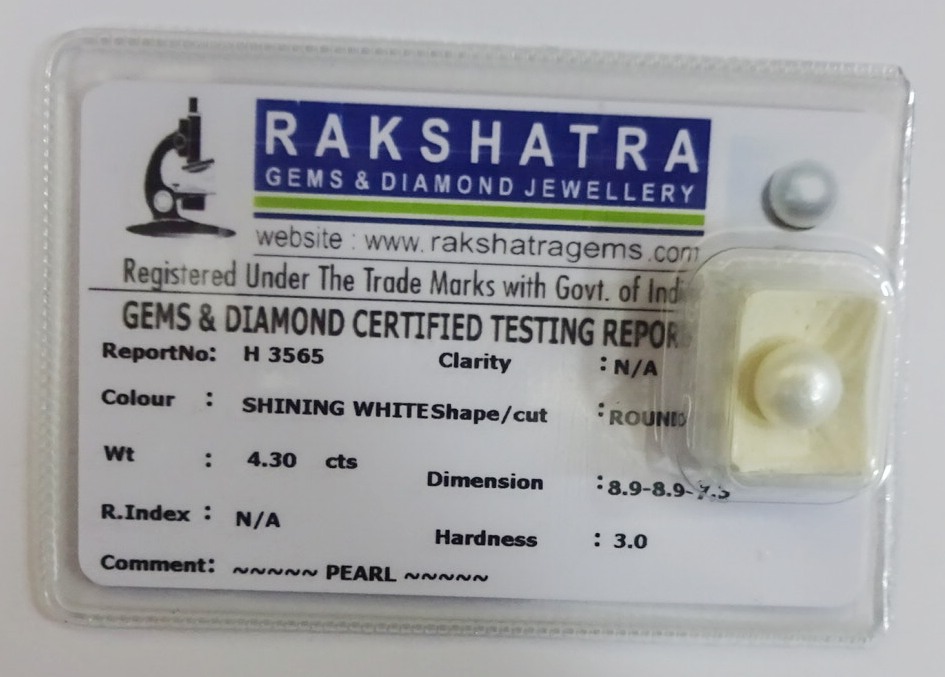 RAKSHATRA
GEMS & DIAMOND JEWELLERY
website : www.rakshatragems.com
Registered Under The Trade Marks with Govt. of Indi
GEMS & DIAMOND CERTIFIED TESTING REPOR
ReportNo: H 3565 Clarity : N/A
Colour : SHINING WHITE Shape/cut : ROUND
Wt : 4.30 cts
Dimension : 8.9-8.9-7.5
R.Index : N/A
Hardness : 3.0
Comment: ~~~~~ PEARL ~~~~~